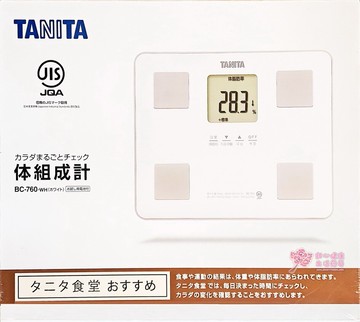 TANITA
JIS
JQA
カラダまるごとチェック
体組成計
BC-760-WH(ホワイト)
TANITA
体脂肪率
28.3
%
タニタ食堂 おすすめ
食事や運動の結果は、体重や体脂肪率にあらわれてきます。
タニタ食堂では、毎日決まった時間にチェックし、
カラダの変化を確認することをおすすめします。